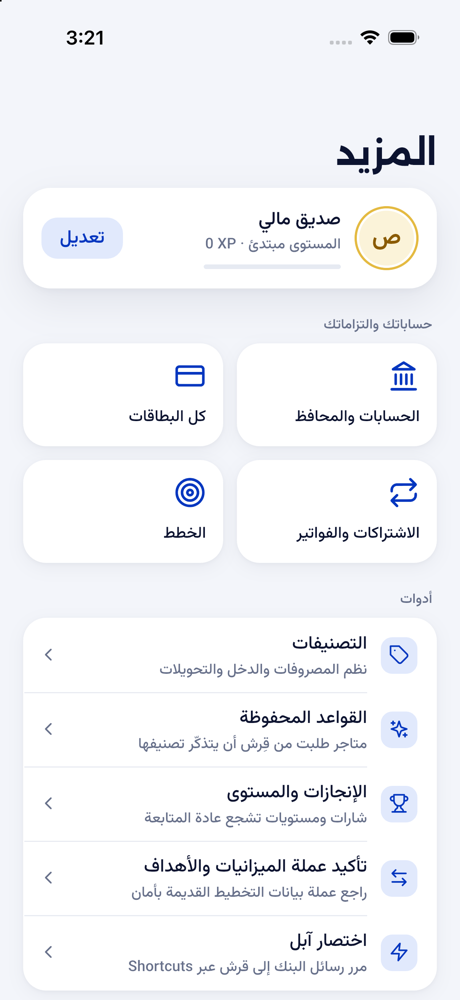 3:21
المزيد
ص
صديق مالي
المستوى مبتدئ · 0 XP
تعديل
حساباتك والتزاماتك
الحسابات والمحافظ
كل البطاقات
الاشتراكات والفواتير
الخطط
أدوات
التصنيفات
نظم المصروفات والدخل والتحويلات
القواعد المحفوظة
متاجر طلبت من قِرش أن يتذكّر تصنيفها
الإنجازات والمستوى
شارات ومستويات تشجع عادة المتابعة
تأكيد عملة الميزانيات والأهداف
راجع عملة بيانات التخطيط القديمة بأمان
اختصار آبل
مرر رسائل البنك إلى قرش عبر Shortcuts